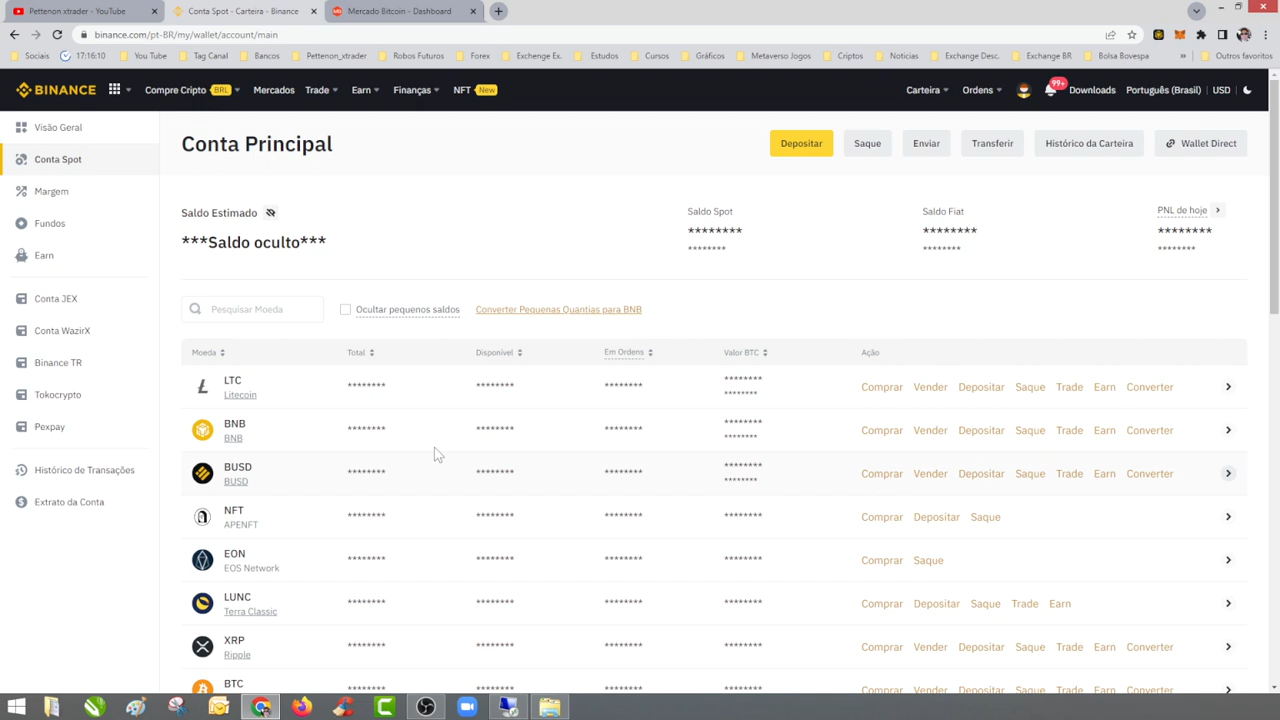 Pettenon.xtrader - YouTube
Conta Spot - Carteira - Binance
Mercado Bitcoin - Dashboard
binance.com/pt-BR/my/wallet/account/main
Sociais 17:16:10 You Tube Tag Canal Bancos Pettenon_xtrader Robos Futuros Forex Exchange Ex. Estudos Cursos Gráficos Metaverso Jogos Criptos Noticias Exchange Desc. Exchange BR Bolsa Bovespa » Outros favoritos
BINANCE Compre Cripto BRL Mercados Trade Earn Finanças NFT New Carteira Ordens 99+ Downloads Português (Brasil) USD
Visão Geral
Conta Spot
Margem
Fundos
Earn
Conta JEX
Conta WazirX
Binance TR
Tokocrypto
Pexpay
Histórico de Transações
Extrato da Conta
Conta Principal Depositar Saque Enviar Transferir Histórico da Carteira Wallet Direct
Saldo Estimado Saldo Spot Saldo Fiat PNL de hoje
***Saldo oculto*** ******** ******** ********
******** ******** ********
Pesquisar Moeda Ocultar pequenos saldos Converter Pequenas Quantias para BNB
Moeda Total Disponível Em Ordens Valor BTC Ação
LTC ******** ******** ******** ******** Comprar Vender Depositar Saque Trade Earn Converter
Litecoin ********
BNB ******** ******** ******** ******** Comprar Vender Depositar Saque Trade Earn Converter
BNB ********
BUSD ******** ******** ******** ******** Comprar Vender Depositar Saque Trade Earn Converter
BUSD ********
NFT ******** ******** ******** ******** Comprar Depositar Saque
APENFT
EON ******** ******** ******** ******** Comprar Saque
EOS Network
LUNC ******** ******** ******** ******** Comprar Depositar Saque Trade Earn
Terra Classic
XRP ******** ******** ******** ******** Comprar Vender Depositar Saque Trade Earn Converter
Ripple
BTC ******** ******** ******** ******** Comprar Vender Depositar Saque Trade Earn Converter